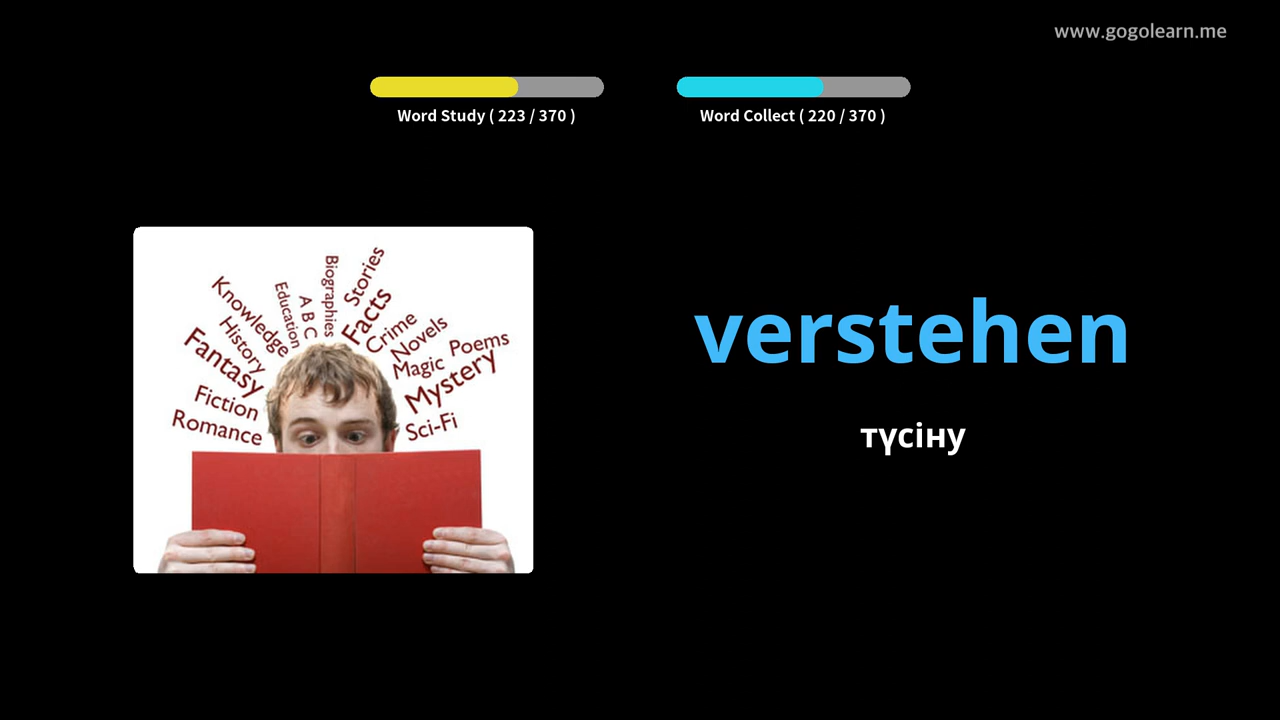 www.gogolearn.me
Word Study ( 223 / 370 )
Word Collect ( 220 / 370 )
Biographies
Stories
Education
A B C
Facts
Knowledge
Crime
History
Novels
Poems
Fantasy
Magic
Mystery
Fiction
Sci-Fi
Romance
verstehen
түсіну